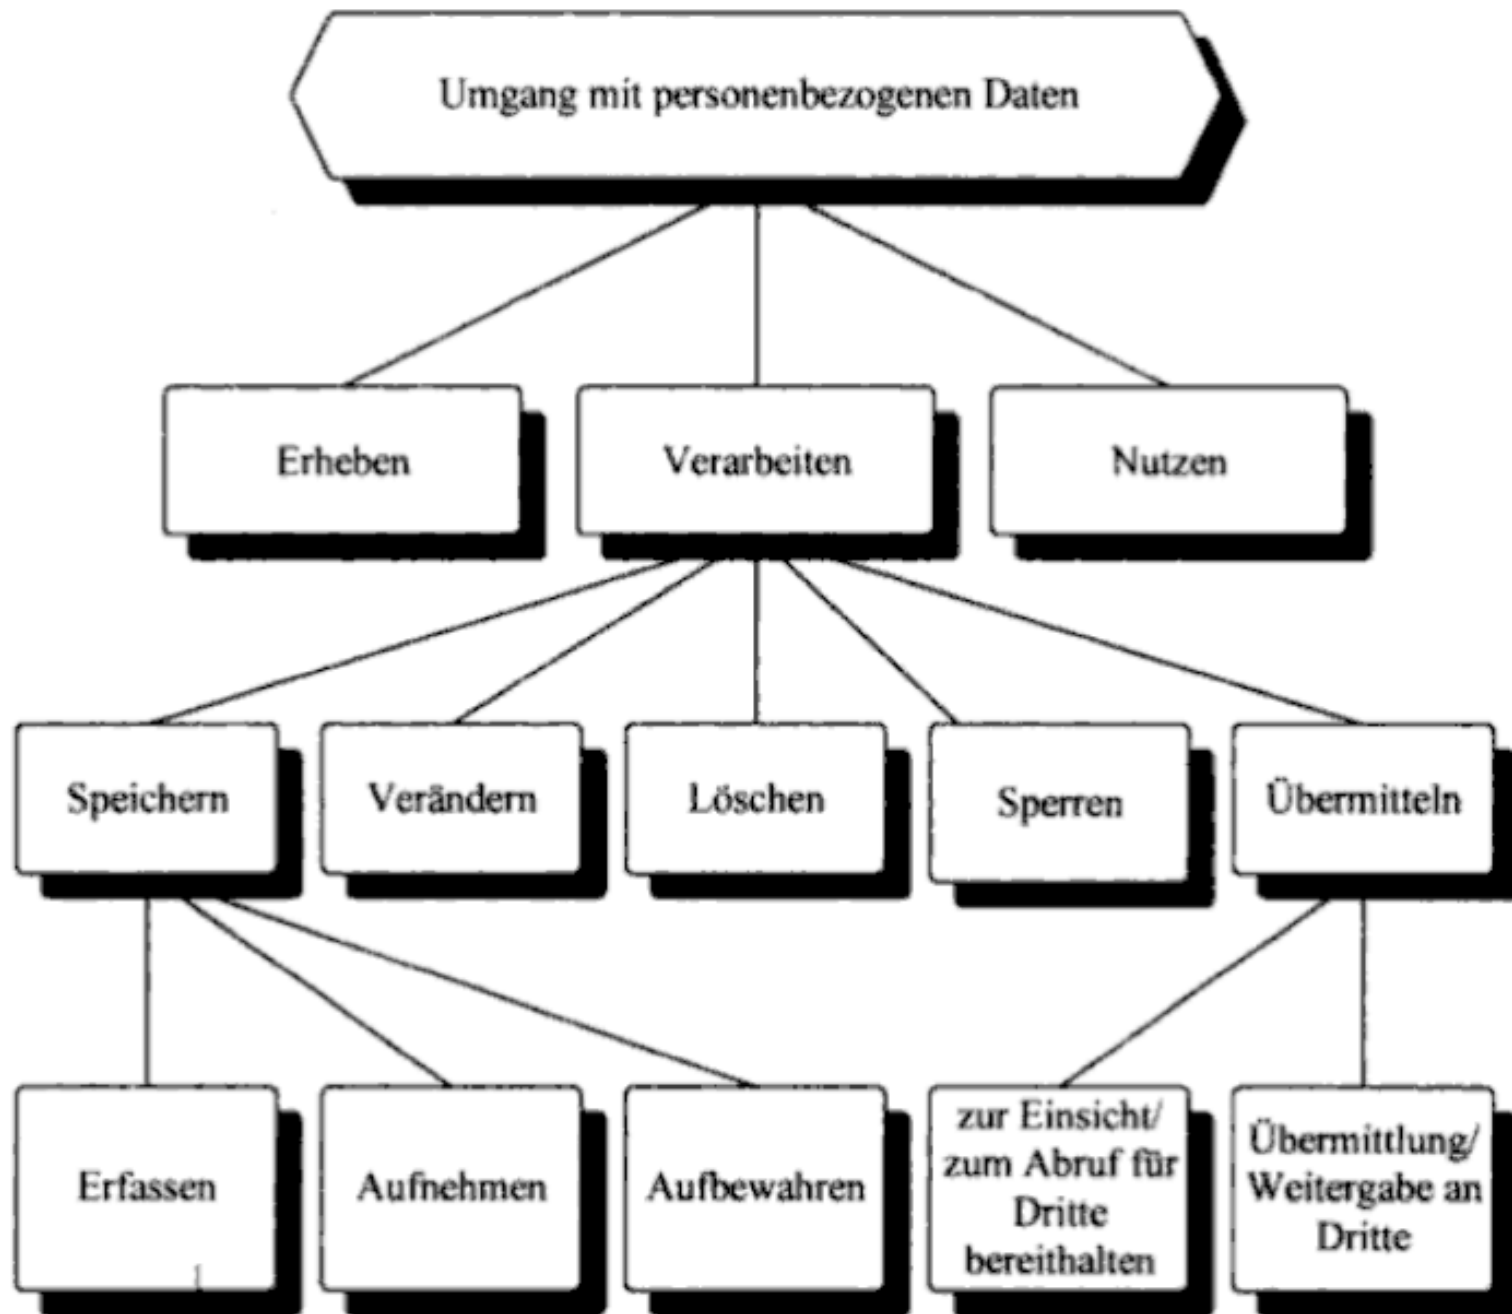 Umgang mit personenbezogenen Daten
Erheben
Verarbeiten
Nutzen
Speichern
Verändern
Löschen
Sperren
Übermitteln
Erfassen
Aufnehmen
Aufbewahren
zur Einsicht/
zum Abruf für
Dritte
bereithalten
Übermittlung/
Weitergabe an
Dritte